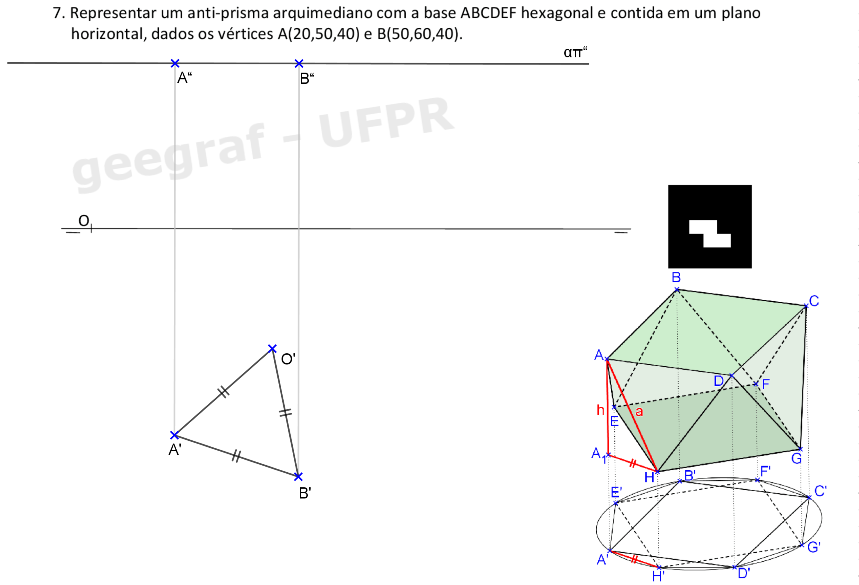 7. Representar um anti-prisma arquimediano com a base ABCDEF hexagonal e contida em um plano
horizontal, dados os vértices A(20,50,40) e B(50,60,40).
απ"
A"
B"
geegraf - UFPR
O
O'
A'
B'
B
C
A
D
F
h
a
E
A₁
H
G
B'
F'
E'
C'
G'
A'
H'
D'